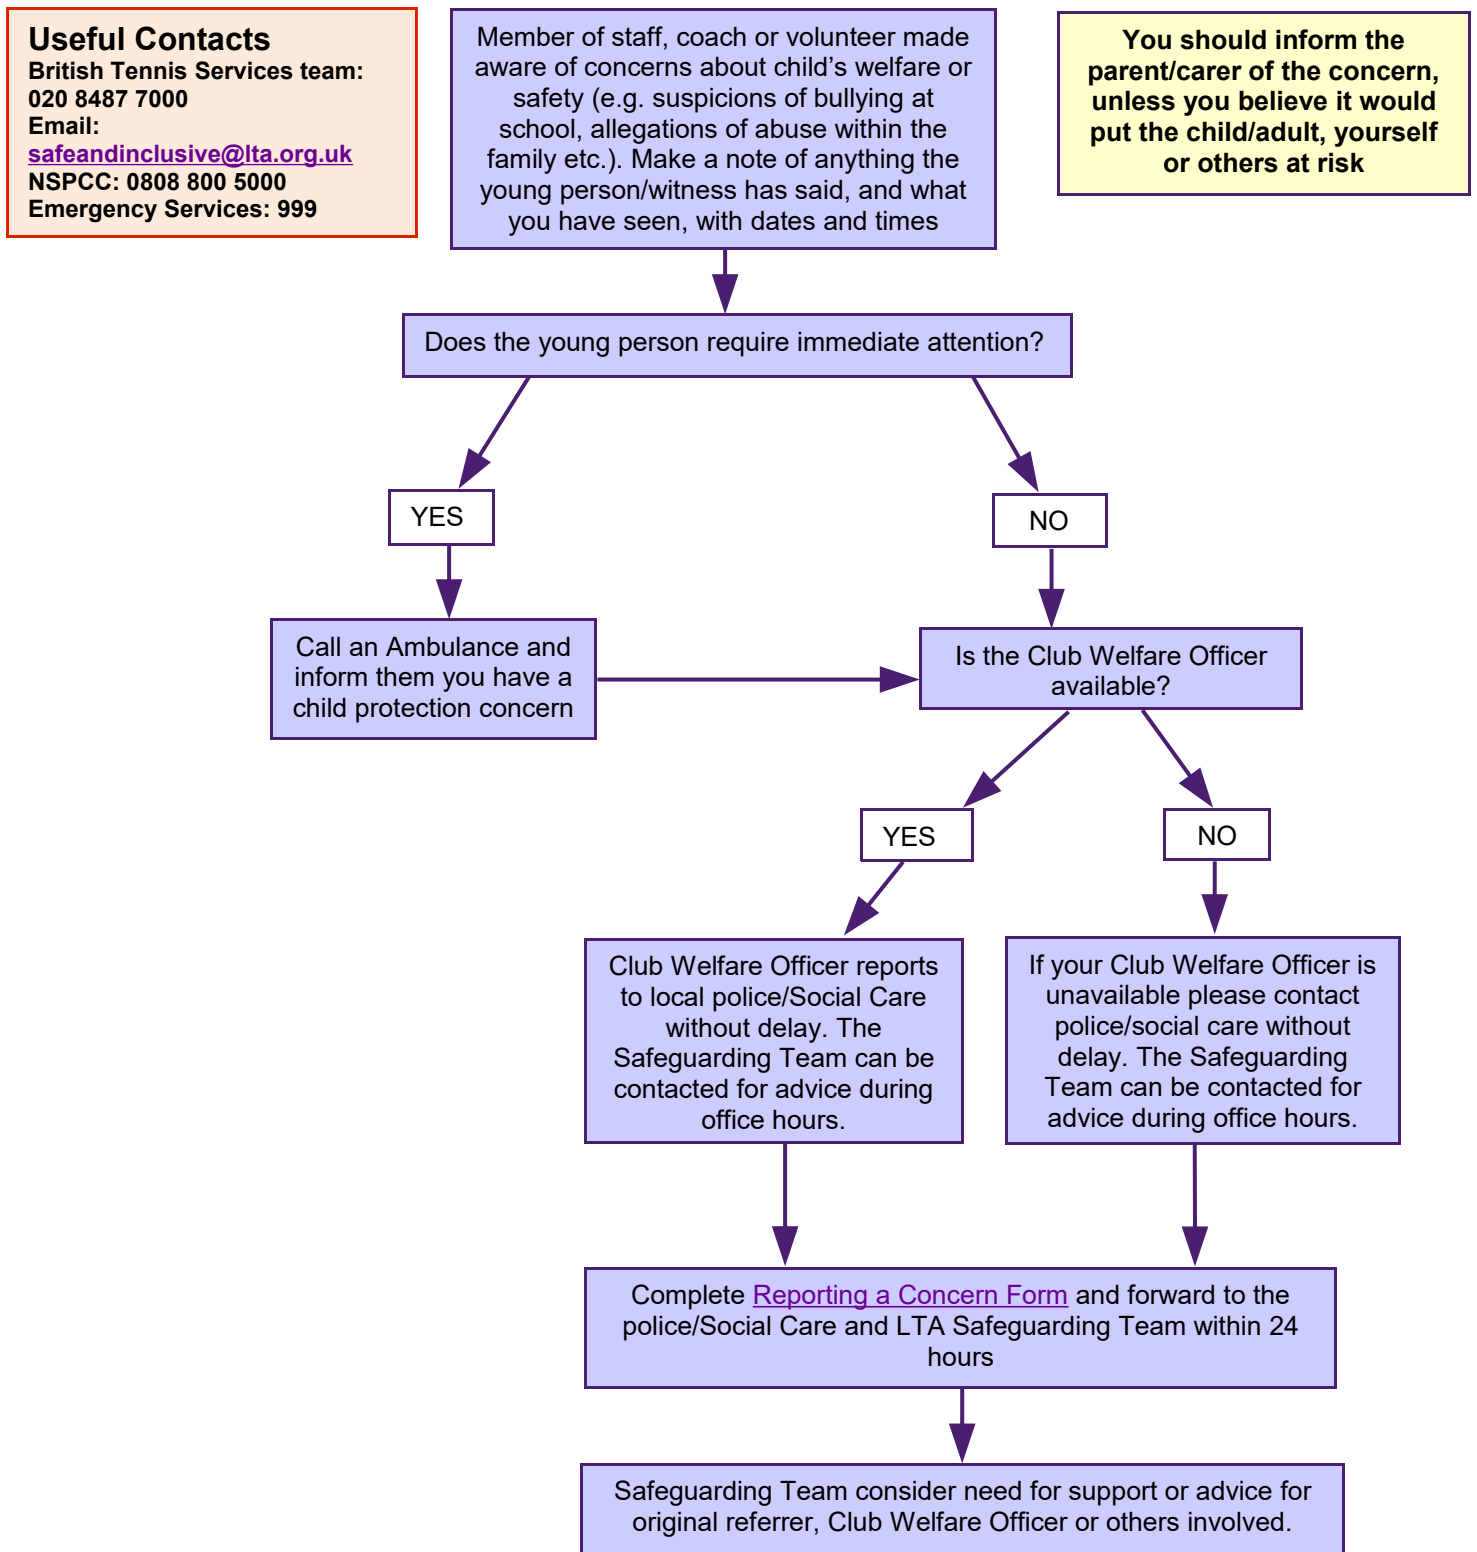 Useful Contacts
British Tennis Services team:
020 8487 7000
Email:
safeandinclusive@lta.org.uk
NSPCC: 0808 800 5000
Emergency Services: 999
Member of staff, coach or volunteer made
aware of concerns about child’s welfare or
safety (e.g. suspicions of bullying at
school, allegations of abuse within the
family etc.). Make a note of anything the
young person/witness has said, and what
you have seen, with dates and times
You should inform the
parent/carer of the concern,
unless you believe it would
put the child/adult, yourself
or others at risk
Does the young person require immediate attention?
YES
NO
Call an Ambulance and
inform them you have a
child protection concern
Is the Club Welfare Officer
available?
YES
NO
Club Welfare Officer reports
to local police/Social Care
without delay. The
Safeguarding Team can be
contacted for advice during
office hours.
If your Club Welfare Officer is
unavailable please contact
police/social care without
delay. The Safeguarding
Team can be contacted for
advice during office hours.
Complete Reporting a Concern Form and forward to the
police/Social Care and LTA Safeguarding Team within 24
hours
Safeguarding Team consider need for support or advice for
original referrer, Club Welfare Officer or others involved.